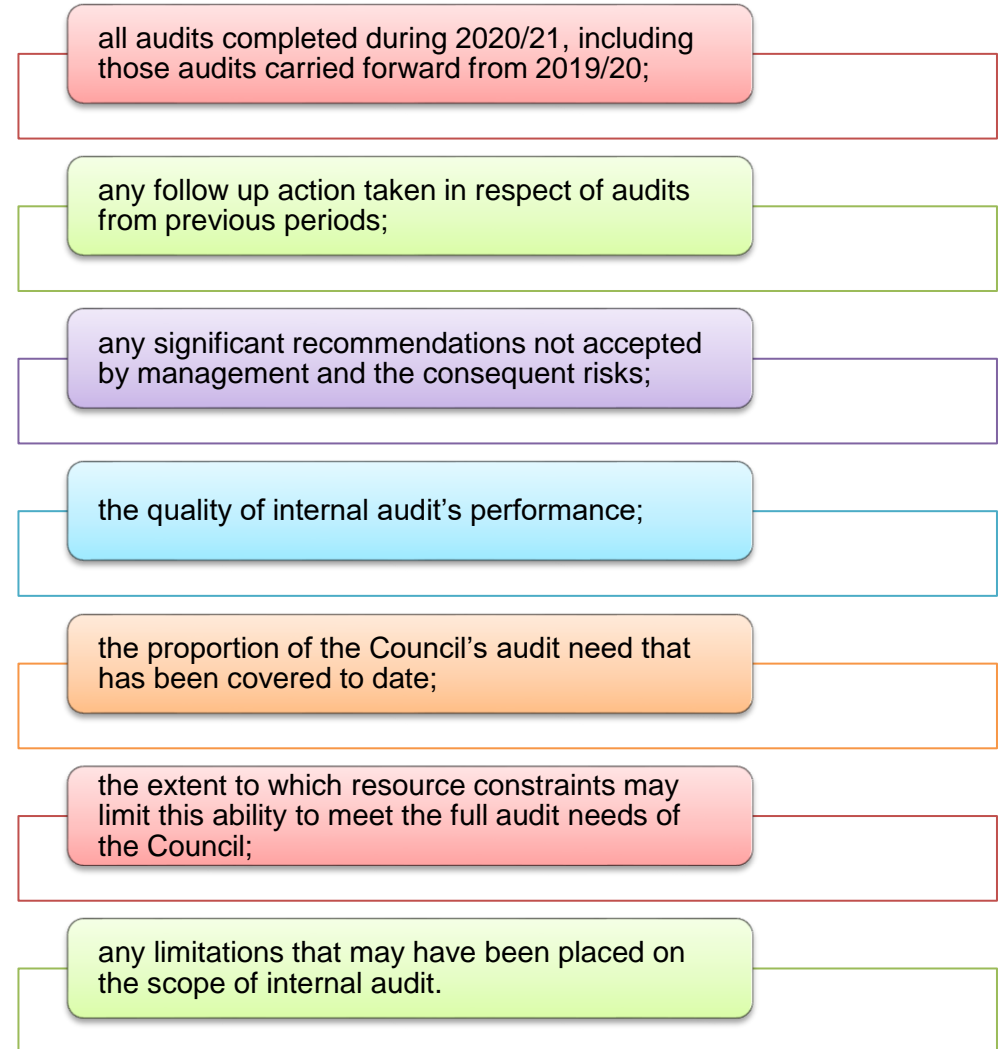 all audits completed during 2020/21, including
those audits carried forward from 2019/20;
any follow up action taken in respect of audits
from previous periods;
any significant recommendations not accepted
by management and the consequent risks;
the quality of internal audit’s performance;
the proportion of the Council’s audit need that
has been covered to date;
the extent to which resource constraints may
limit this ability to meet the full audit needs of
the Council;
any limitations that may have been placed on
the scope of internal audit.